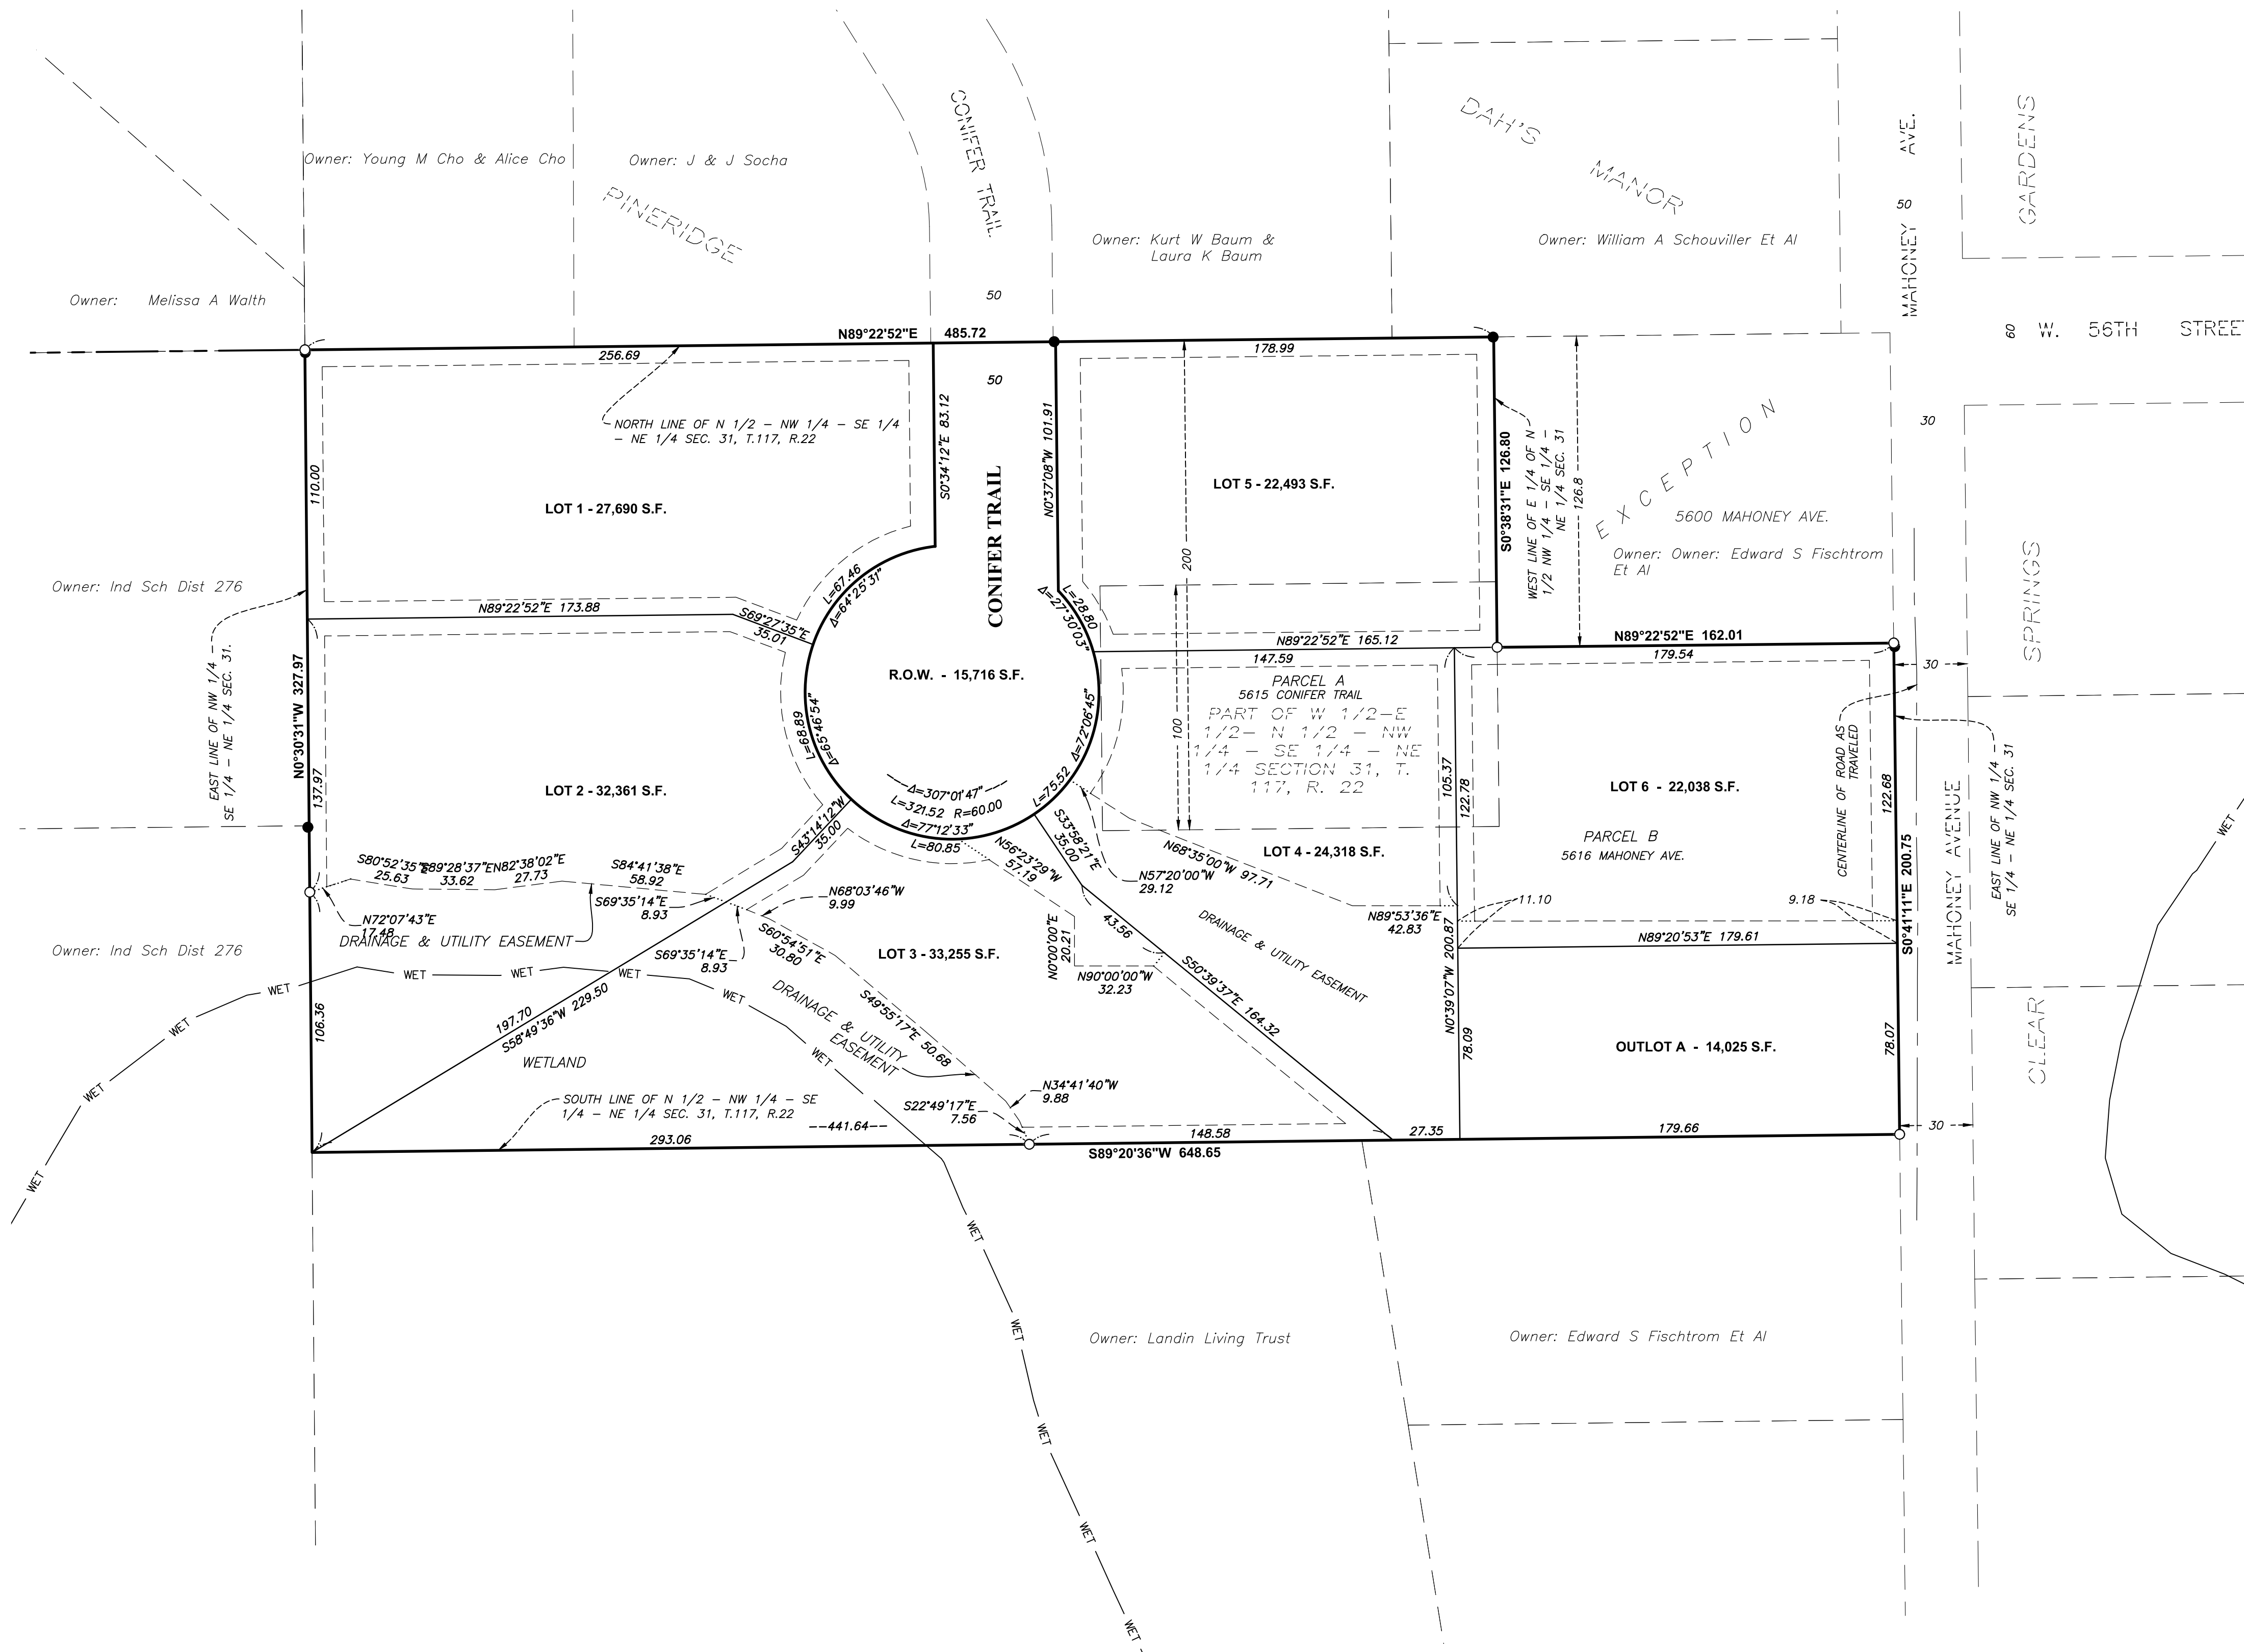 CONIFER TRAIL
DAH'S
MANOR
MAHONEY AVE.
50
GARDENS
Owner: Young M Cho & Alice Cho
Owner: J & J Socha
PINERIDGE
Owner: Kurt W Baum &
Laura K Baum
Owner: William A Schouviller Et Al
Owner: Melissa A Walth
50
60
W. 56TH STREET
N89°22'52"E 485.72
256.69
178.99
50
30
NORTH LINE OF N 1/2 - NW 1/4 - SE 1/4
- NE 1/4 SEC. 31, T.117, R.22
S0°34'12"E 83.12
N0°37'08"W 101.91
CONIFER TRAIL
110.00
LOT 1 - 27,690 S.F.
LOT 5 - 22,493 S.F.
200
S0°38'31"E 126.80
WEST LINE OF E 1/4 OF N
1/2 NW 1/4 - SE 1/4 -
NE 1/4 SEC. 31
126.8
EXCEPTION
5600 MAHONEY AVE.
Owner: Owner: Edward S Fischtrom
Et Al
SPRINGS
Owner: Ind Sch Dist 276
L=67.46
Δ=64°25'31"
L=28.80
Δ=27°30'03"
N89°22'52"E 173.88
S69°27'35"E
35.01
N89°22'52"E 165.12
147.59
N89°22'52"E 162.01
179.54
30
EAST LINE OF NW 1/4 -
SE 1/4 - NE 1/4 SEC. 31.
N0°30'31"W 327.97
137.97
R.O.W. - 15,716 S.F.
PARCEL A
5615 CONIFER TRAIL
PART OF W 1/2-E
1/2- N 1/2 - NW
1/4 - SE 1/4 - NE
1/4 SECTION 31, T.
117, R. 22
100
L=68.89
Δ=65°46'54"
Δ=72°06'45"
L=75.52
LOT 2 - 32,361 S.F.
Δ=307°01'47"
L=321.52 R=60.00
Δ=77°12'33"
L=80.85
105.37
122.78
LOT 6 - 22,038 S.F.
PARCEL B
5616 MAHONEY AVE.
CENTERLINE OF ROAD AS
TRAVELED
122.68
S0°41'11"E 200.75
MAHONEY AVENUE
EAST LINE OF NW 1/4 -
SE 1/4 - NE 1/4 SEC. 31
WET
S43°14'12"W
35.00
N56°23'29"W
57.19
S33°58'21"E
35.00
N57°20'00"W
29.12
N68°35'00"W 97.71
LOT 4 - 24,318 S.F.
S80°52'35"E
25.63
S89°28'37"E
33.62
N82°38'02"E
27.73
S84°41'38"E
58.92
S69°35'14"E
8.93
N68°03'46"W
9.99
N72°07'43"E
17.48
DRAINAGE & UTILITY EASEMENT
11.10
9.18
N89°53'36"E
42.83
DRAINAGE & UTILITY EASEMENT
43.56
N89°20'53"E 179.61
Owner: Ind Sch Dist 276
S60°54'51"E
30.80
S69°35'14"E
8.93
LOT 3 - 33,255 S.F.
N0°00'00"E
20.21
N90°00'00"W
32.23
S50°39'37"E 164.32
N0°39'07"W 200.87
WET
WET
WET
WET
WET
WET
WET
WET
WET
106.36
197.70
S58°49'36"W 229.50
WETLAND
DRAINAGE & UTILITY
EASEMENT
S49°55'17"E 50.68
78.09
OUTLOT A - 14,025 S.F.
78.07
CLEAR
SOUTH LINE OF N 1/2 - NW 1/4 - SE
1/4 - NE 1/4 SEC. 31, T.117, R.22
--441.64--
N34°41'40"W
9.88
S22°49'17"E
7.56
293.06
148.58
27.35
179.66
30
S89°20'36"W 648.65
WET
WET
WET
WET
WET
Owner: Landin Living Trust
Owner: Edward S Fischtrom Et Al